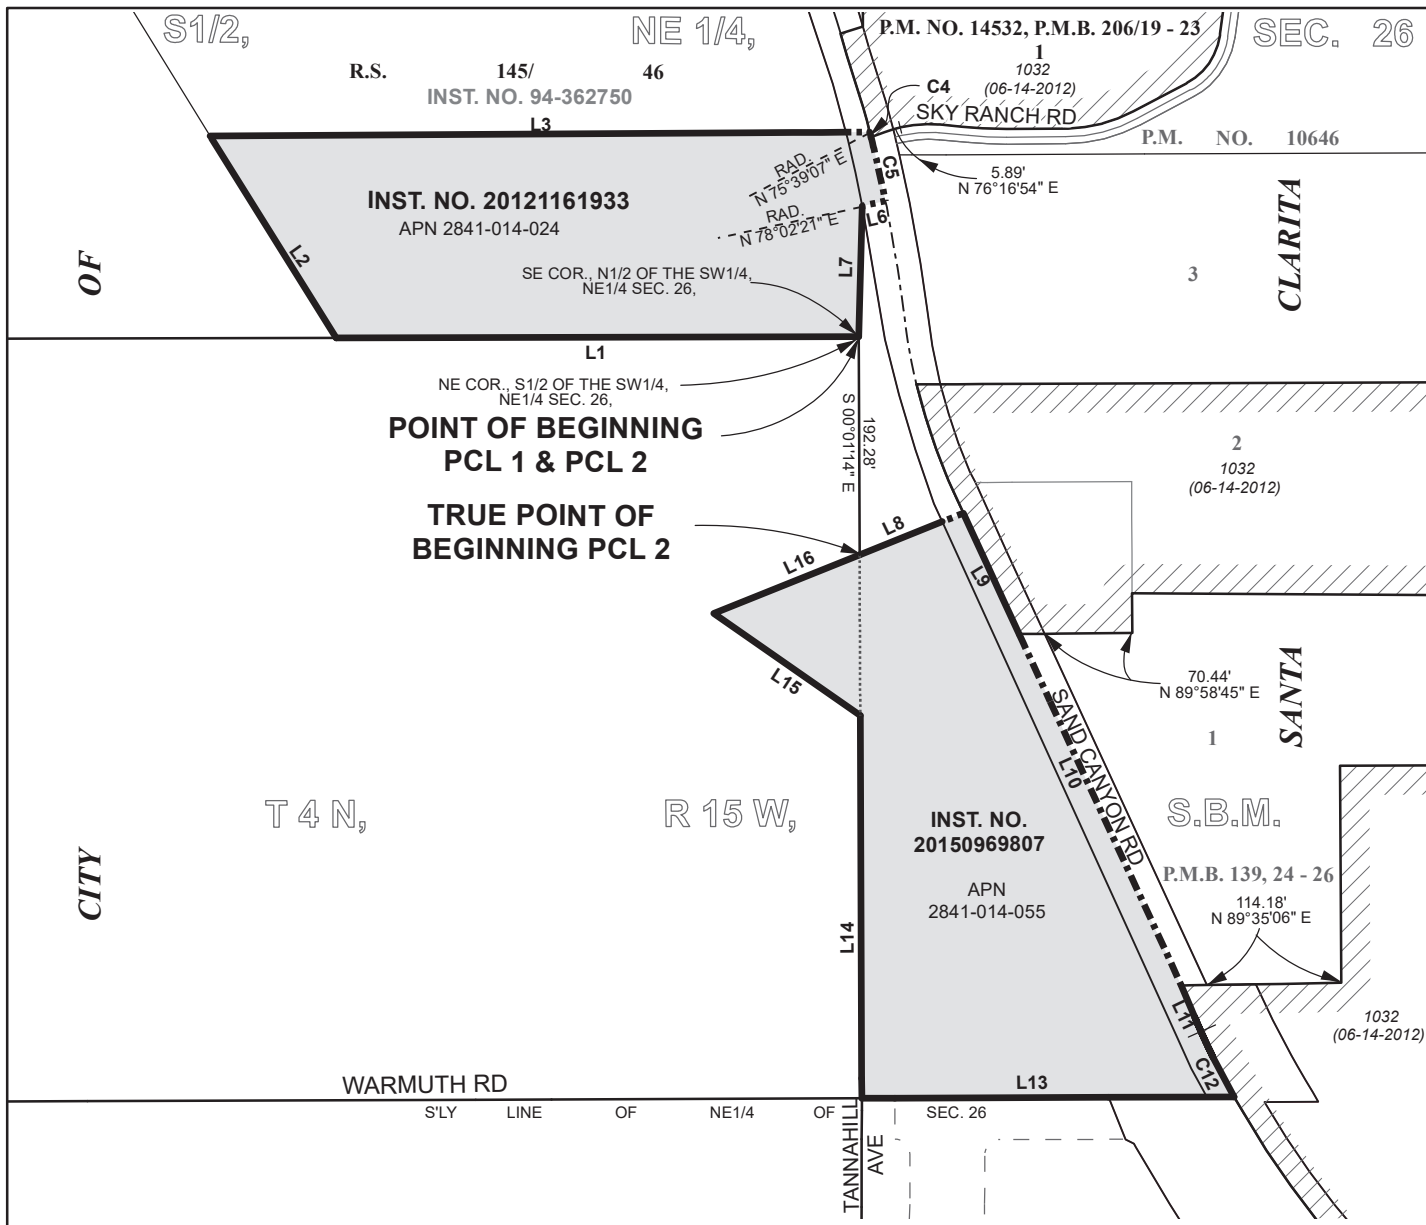 S1/2, NE 1/4, SEC. 26
P.M. NO. 14532, P.M.B. 206/19 - 23
1
1032
(06-14-2012)
R.S. 145/ 46
INST. NO. 94-362750
C4
SKY RANCH RD
L3
P.M. NO. 10646
RAD.
N 75°39'07" E
C5
5.89'
N 76°16'54" E
INST. NO. 20121161933
APN 2841-014-024
RAD.
N 78°02'21" E
L6
L2
L7
OF
CLARITA
3
SE COR., N1/2 OF THE SW1/4,
NE1/4 SEC. 26,
L1
NE COR., S1/2 OF THE SW1/4,
NE1/4 SEC. 26,
POINT OF BEGINNING
PCL 1 & PCL 2
192.28'
S 00°01'14" E
2
1032
(06-14-2012)
TRUE POINT OF
BEGINNING PCL 2
L8
L16
L9
L15
70.44'
N 89°58'45" E
SANTA
1
SAND CANYON RD
L10
T 4 N, R 15 W, S.B.M.
INST. NO.
20150969807
APN
2841-014-055
CITY
P.M.B. 139, 24 - 26
114.18'
N 89°35'06" E
L14
L11
1032
(06-14-2012)
C12
WARMUTH RD
L13
S'LY LINE OF NE1/4 OF SEC. 26
TANNAHILL
AVE